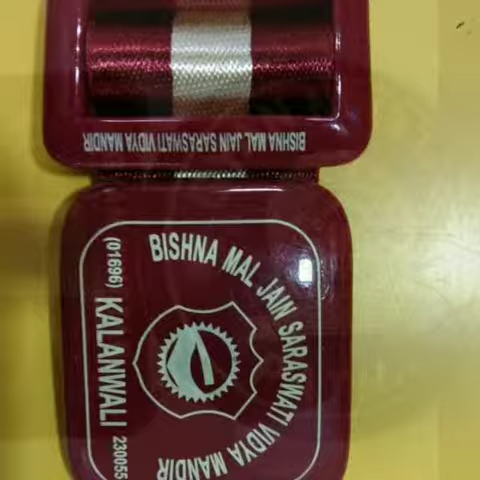 BISHNA MAL JAIN SARASWATI VIDYA MANDIR
BISHNA MAL JAIN SARASWATI VIDYA MANDIR
KALANWALI
(01696) 230055